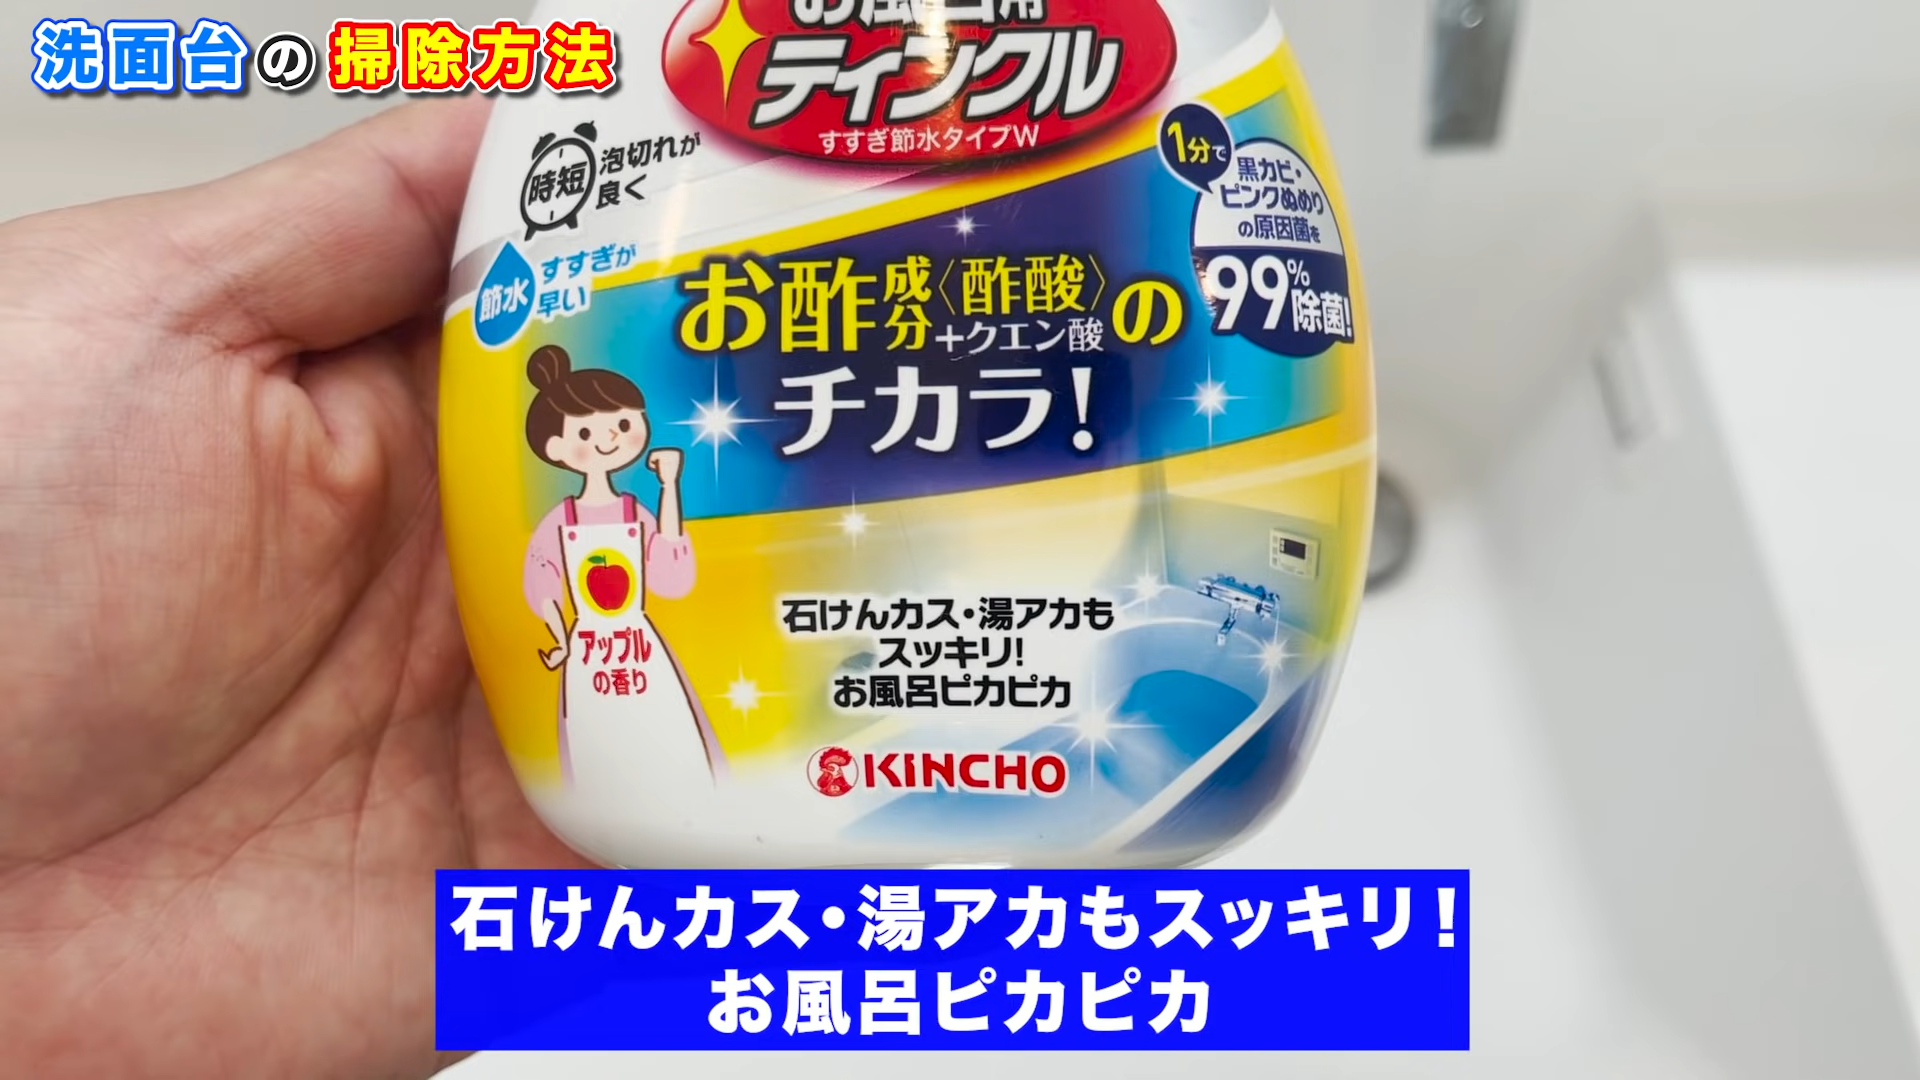 洗面台の掃除方法
お風呂用
ティンクル
すすぎ節水タイプW
時短
泡切れが
良く
節水
すすぎが
早い
1分で
黒カビ・
ピンクぬめり
の原因菌を
99%
除菌!
お酢成分〈酢酸〉の
+クエン酸
チカラ!
アップル
の香り
石けんカス・湯アカも
スッキリ!
お風呂ピカピカ
KINCHO
石けんカス・湯アカもスッキリ!
お風呂ピカピカ